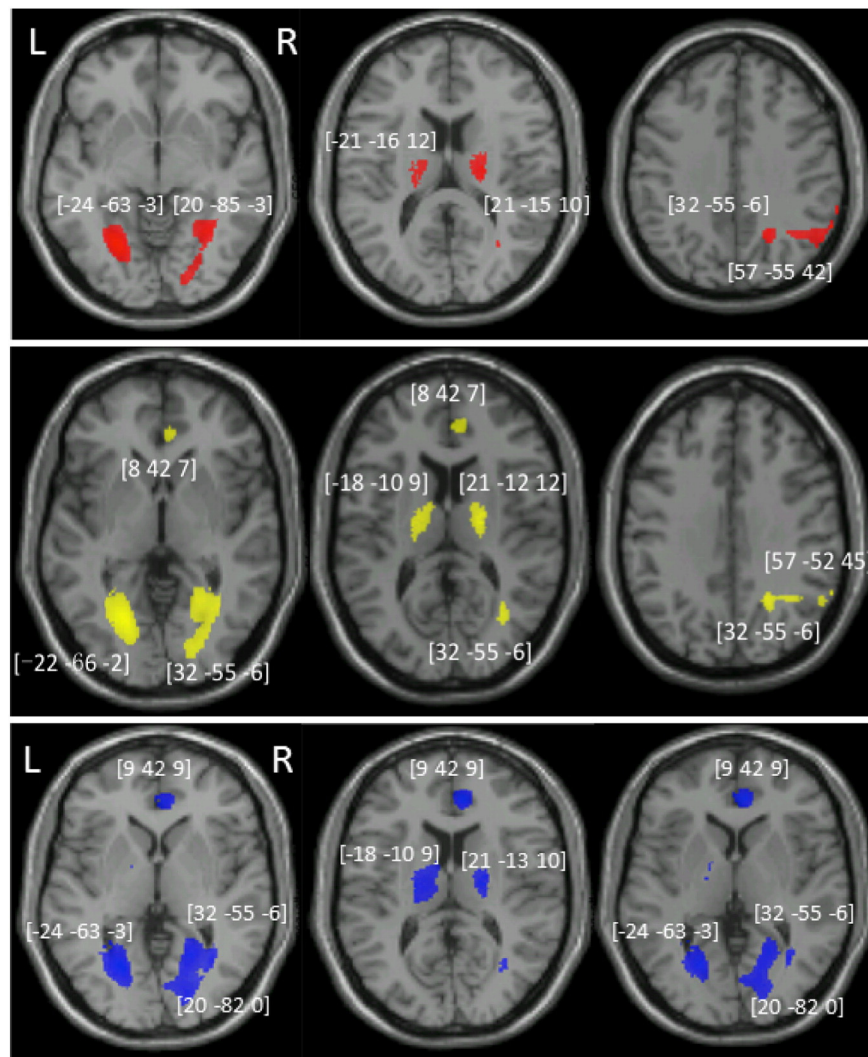 L R
[-21 -16 12]
[-24 -63 -3] [20 -85 -3] [21 -15 10] [32 -55 -6]
[57 -55 42]
[8 42 7]
[8 42 7]
[-18 -10 9] [21 -12 12]
[57 -52 45]
[-22 -66 -2] [32 -55 -6] [32 -55 -6] [32 -55 -6]
L R
[9 42 9] [9 42 9] [9 42 9]
[-18 -10 9] [21 -13 10]
[-24 -63 -3] [32 -55 -6] [-24 -63 -3] [32 -55 -6]
[20 -82 0] [20 -82 0]